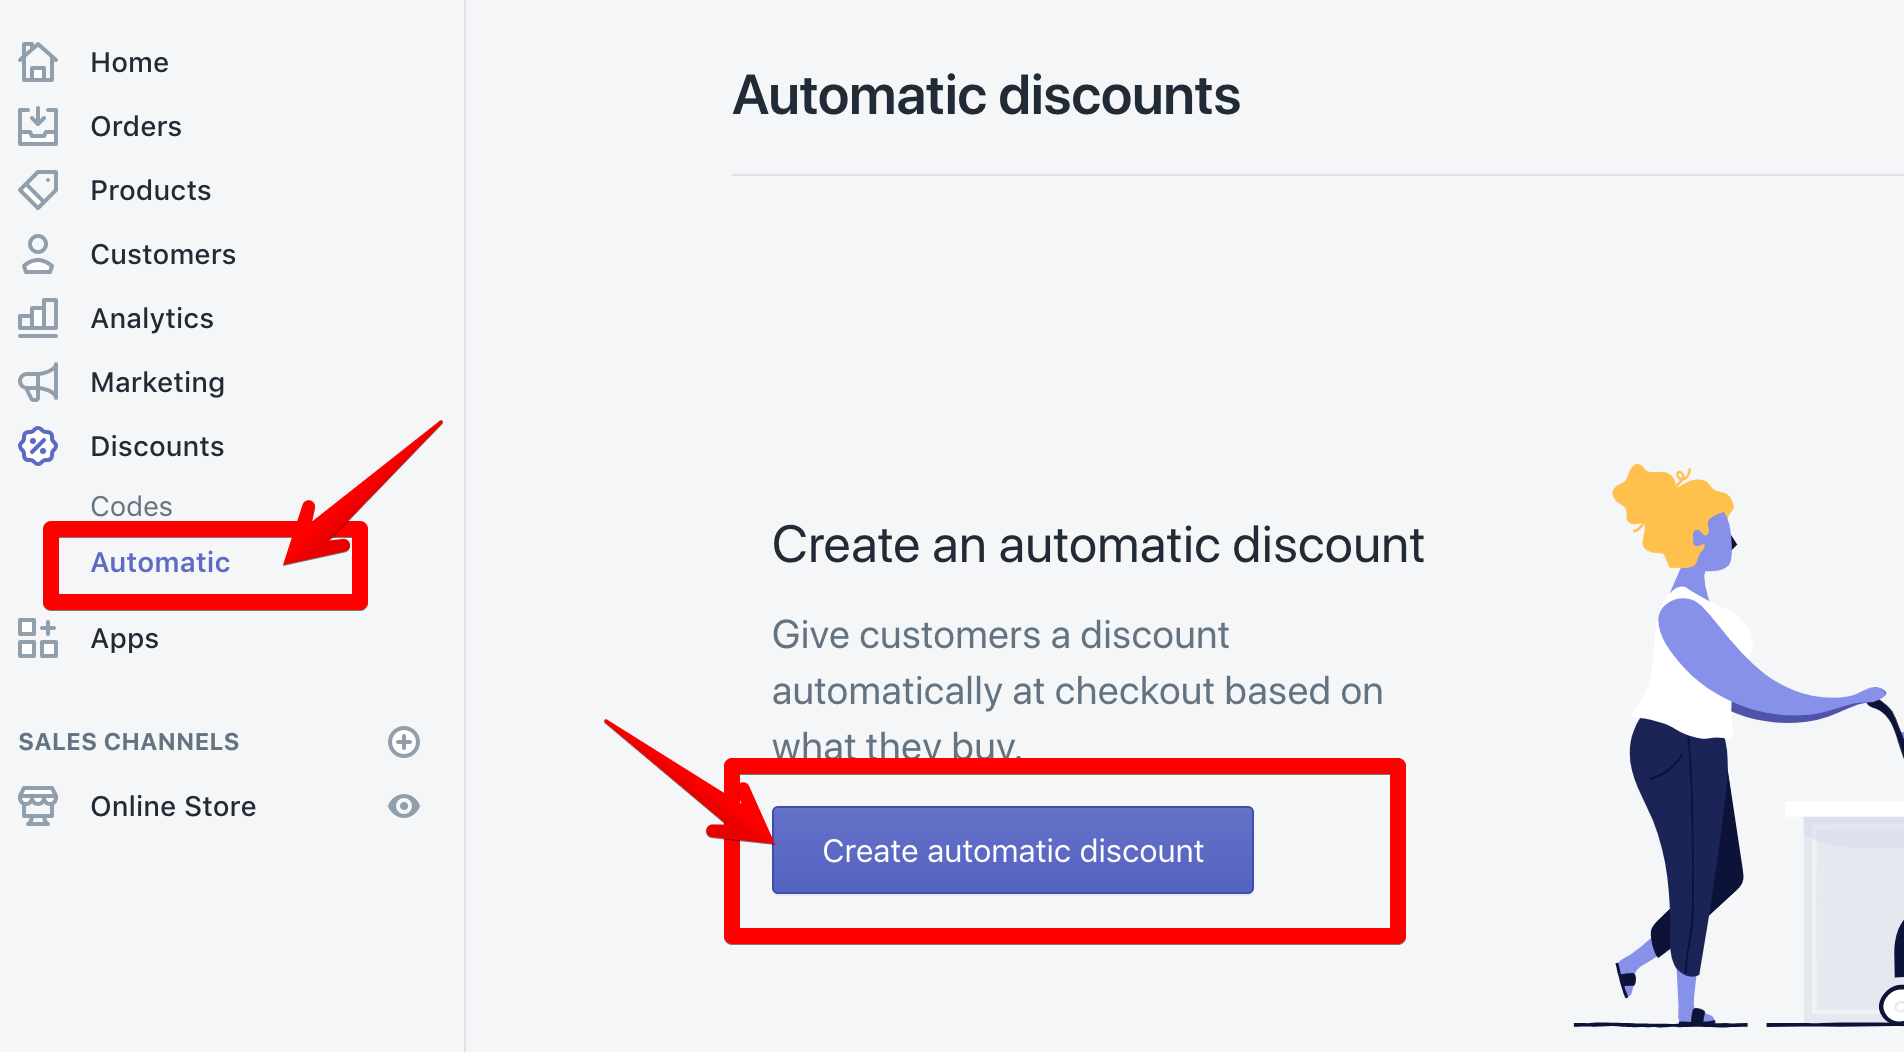 Home
Orders
Products
Customers
Analytics
Marketing
Discounts
Codes
Automatic
Apps
SALES CHANNELS
Online Store
Automatic discounts
Create an automatic discount
Give customers a discount
automatically at checkout based on
what they buy.
Create automatic discount